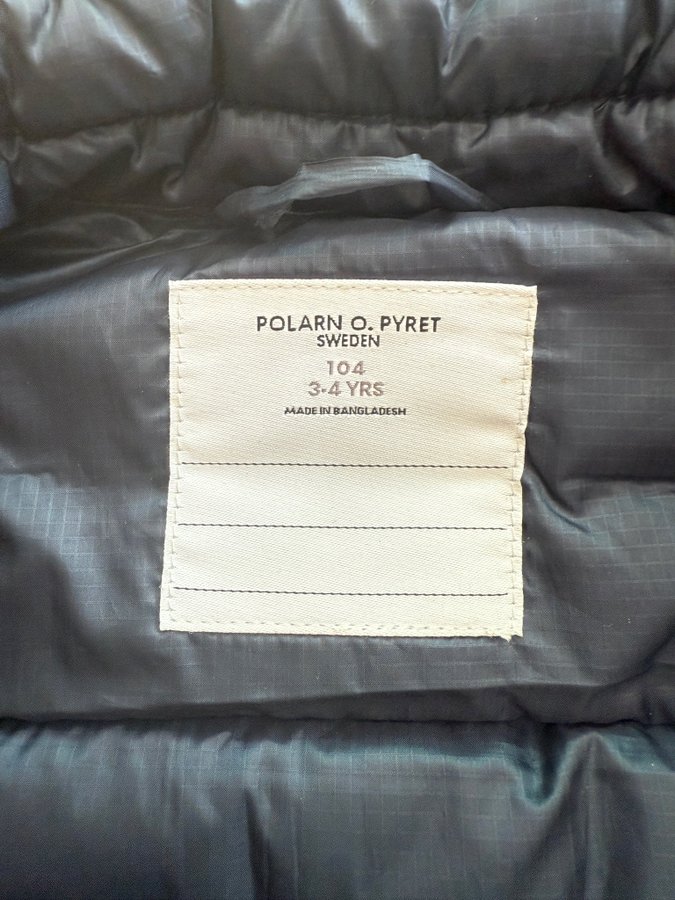 POLARN O. PYRET
SWEDEN
104
3-4 YRS
MADE IN BANGLADESH